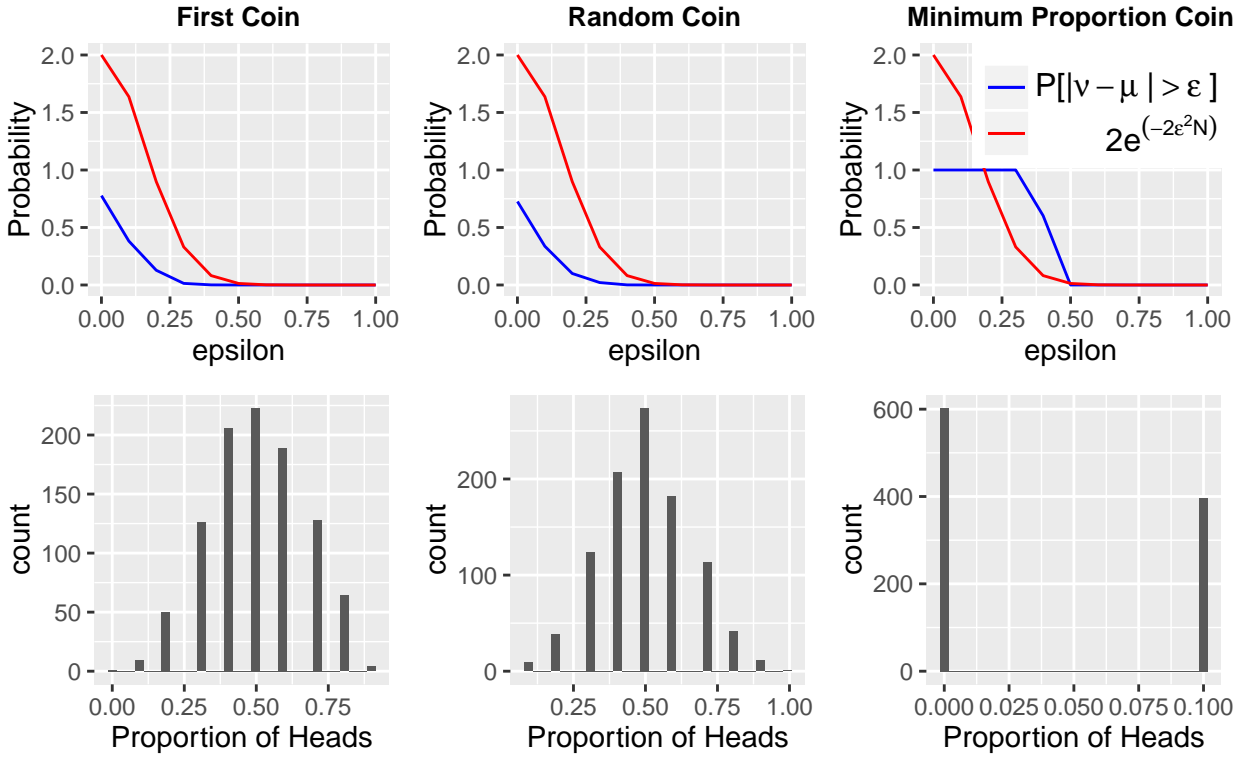 First Coin
Random Coin
Minimum Proportion Coin
Probability
2.0
1.5
1.0
0.5
0.0
0.00 0.25 0.50 0.75 1.00
epsilon
Probability
2.0
1.5
1.0
0.5
0.0
0.00 0.25 0.50 0.75 1.00
epsilon
Probability
2.0
1.5
1.0
0.5
0.0
P[|ν − μ | > ε ]
2e^(−2ε²N)
0.00 0.25 0.50 0.75 1.00
epsilon
count
200
150
100
50
0
0.00 0.25 0.50 0.75
Proportion of Heads
count
200
100
0
0.25 0.50 0.75 1.00
Proportion of Heads
count
600
400
200
0
0.000 0.025 0.050 0.075 0.100
Proportion of Heads